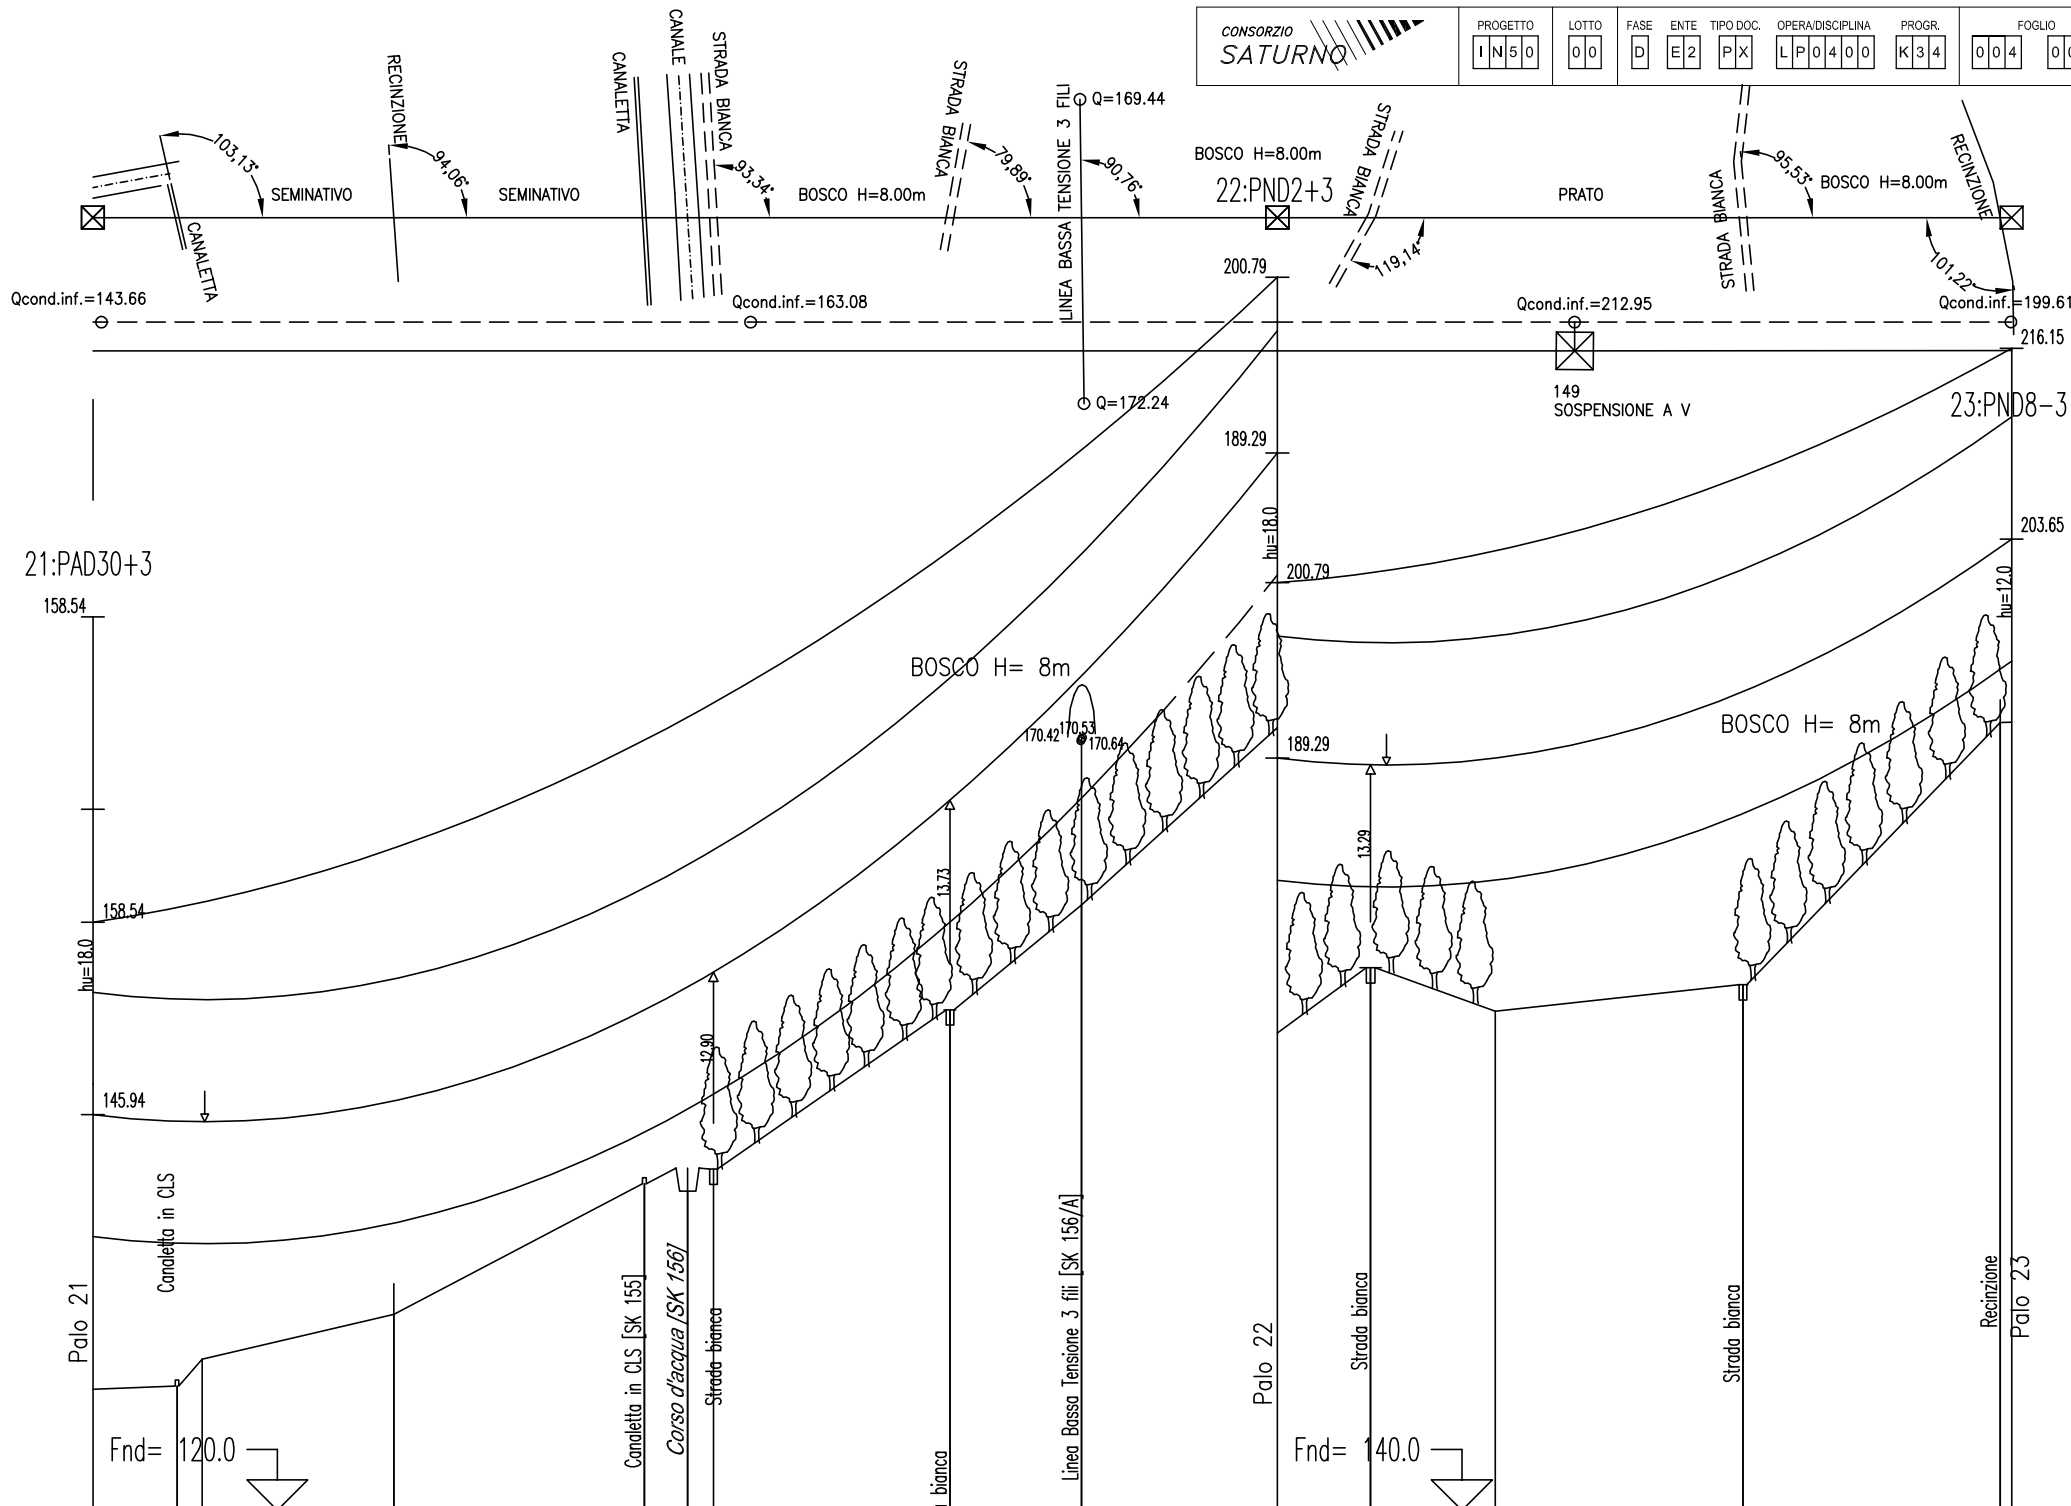 CONSORZIO
SATURNO
PROGETTO
IN50
LOTTO
00
FASE
D
ENTE
E2
TIPO DOC.
PX
OPERA/DISCIPLINA
LP0400
PROGR.
K34
FOGLIO
004
CANALETTA
103,13°
SEMINATIVO
RECINZIONE
94,06°
SEMINATIVO
CANALETTA
CANALE
STRADA BIANCA
93,34°
BOSCO H=8.00m
STRADA BIANCA
79,89°
LINEA BASSA TENSIONE 3 FILI
Q=169.44
90,76°
BOSCO H=8.00m
22:PND2+3
STRADA BIANCA
119,14°
PRATO
STRADA BIANCA
95,53°
BOSCO H=8.00m
RECINZIONE
101,22°
Qcond.inf.=143.66
Qcond.inf.=163.08
200.79
Qcond.inf.=212.95
Qcond.inf.=199.61
216.15
149
SOSPENSIONE A V
Q=172.24
23:PND8-3
189.29
hu=18.0
203.65
21:PAD30+3
158.54
200.79
hu=12.0
BOSCO H= 8m
170.42
170.53
170.64
189.29
BOSCO H= 8m
158.54
hu=18.0
13.73
13.29
12.90
145.94
Canaletta in CLS
Palo 21
Canaletta in CLS [SK 155]
Corso d'acqua [SK 156]
Strada bianca
bianca
Linea Bassa Tensione 3 fili [SK 156/A]
Palo 22
Strada bianca
Strada bianca
Recinzione
Palo 23
Fnd= 120.0
Fnd= 140.0